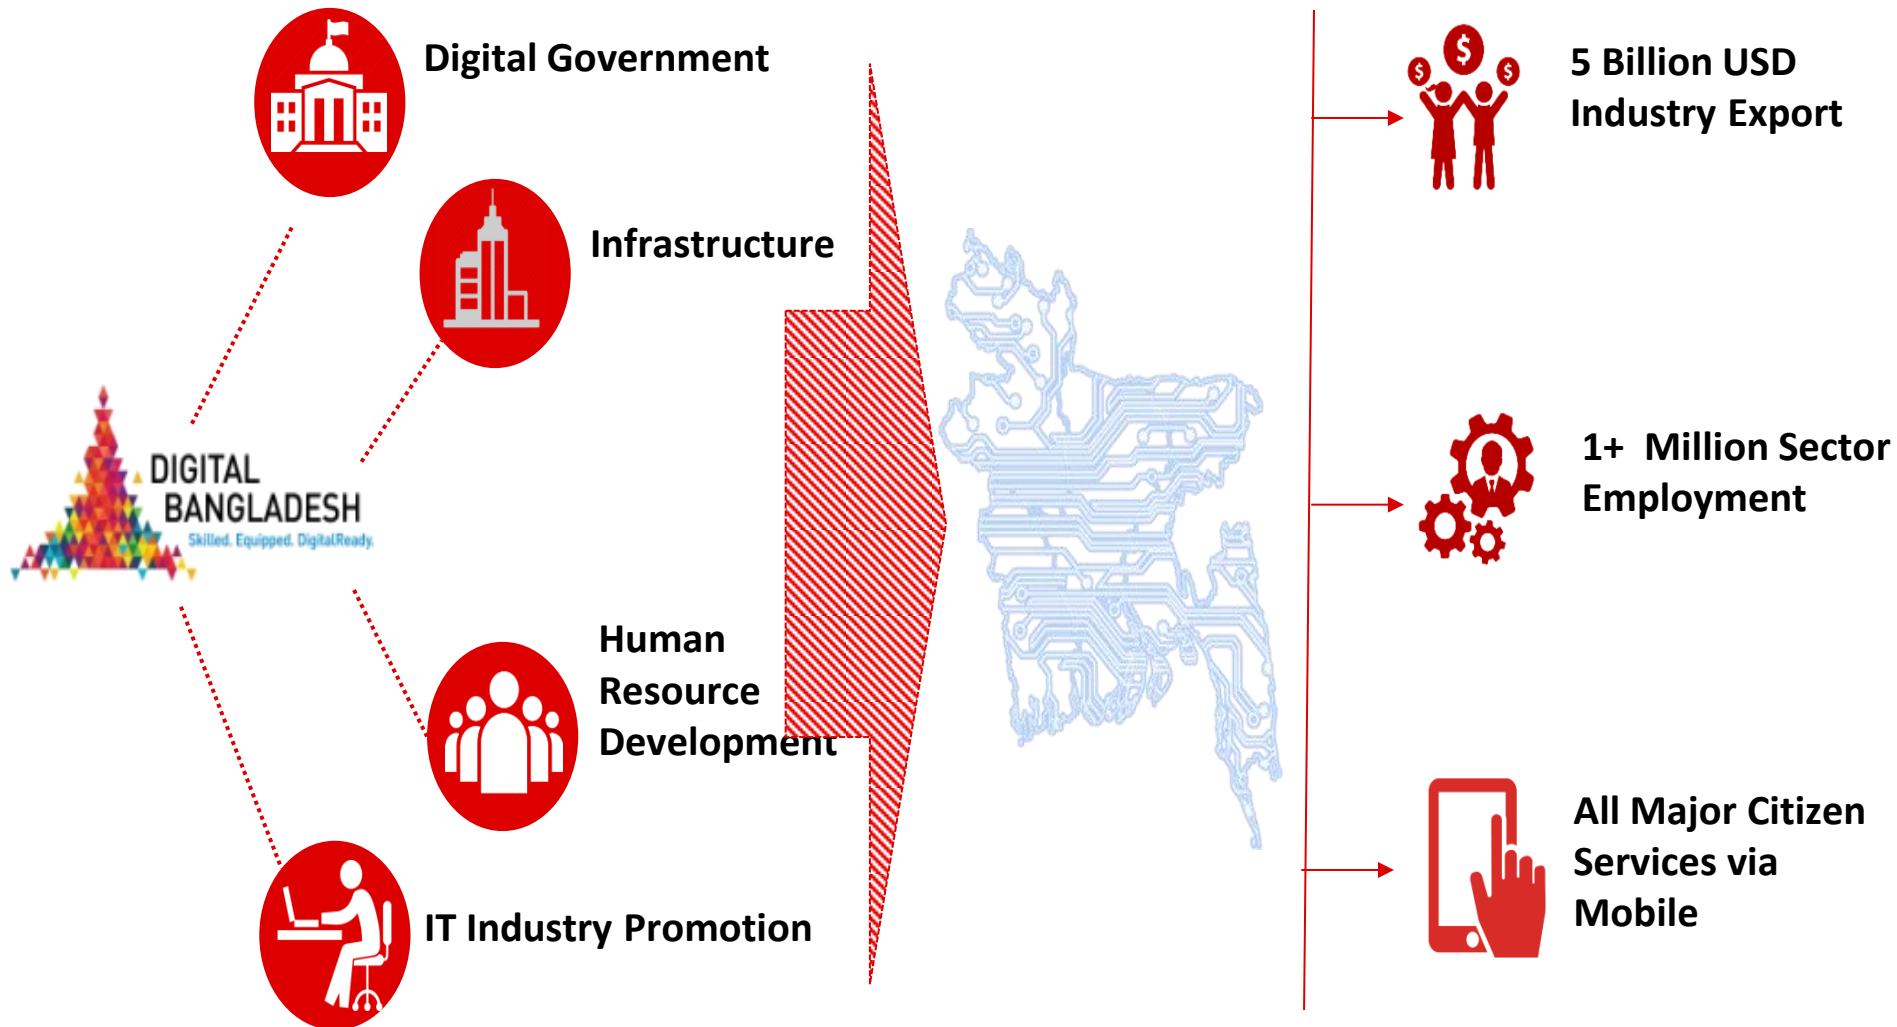 Digital Government
Infrastructure
DIGITAL
BANGLADESH
Skilled. Equipped. DigitalReady.
Human
Resource
Development
IT Industry Promotion
$ $ $
5 Billion USD
Industry Export
1+ Million Sector
Employment
All Major Citizen
Services via
Mobile